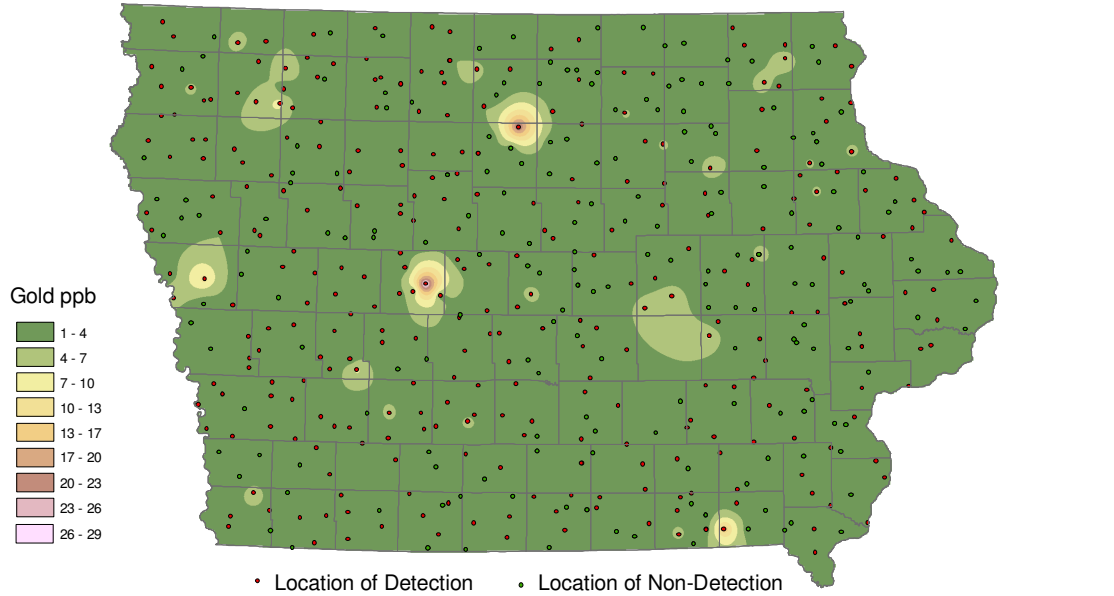 Gold ppb
1 - 4
4 - 7
7 - 10
10 - 13
13 - 17
17 - 20
20 - 23
23 - 26
26 - 29
Location of Detection Location of Non-Detection